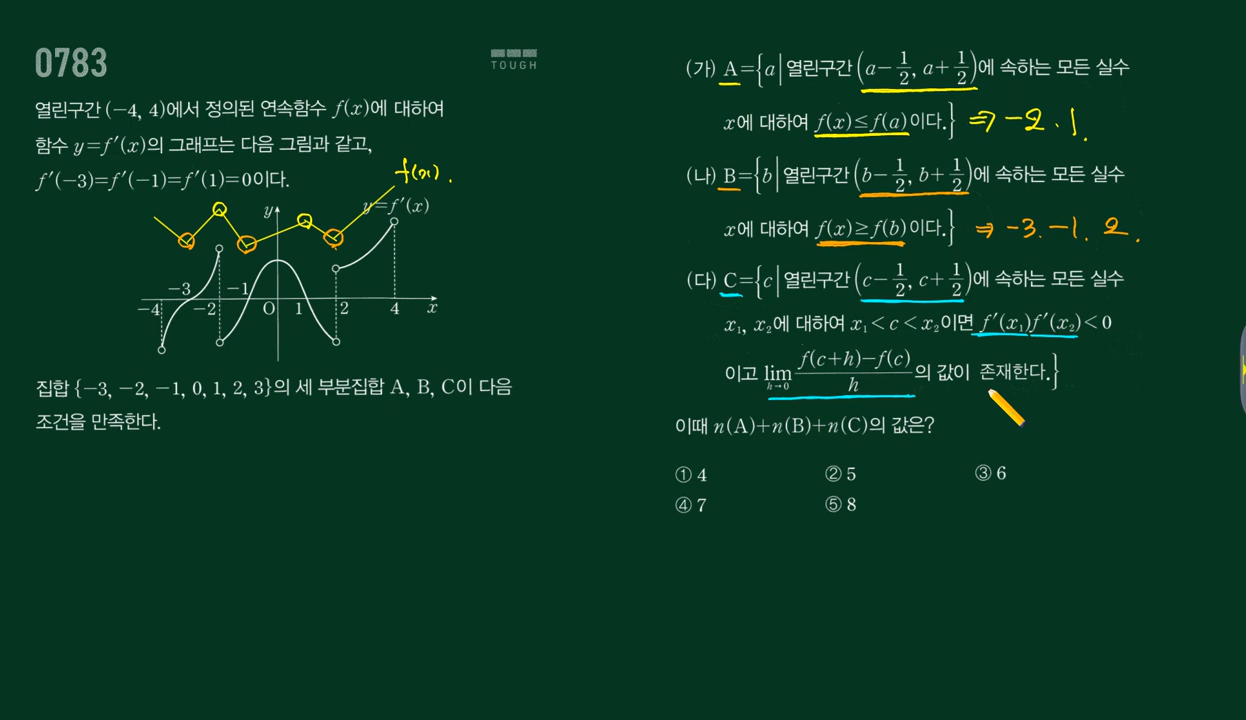 0783
TOUGH
열린구간 (−4, 4)에서 정의된 연속함수 f(x)에 대하여
함수 y=f′(x)의 그래프는 다음 그림과 같고,
f′(−3)=f′(−1)=f′(1)=0이다.
f(x).
y
y=f′(x)
−3
−1
−4
−2
O
1
2
4
x
집합 {−3, −2, −1, 0, 1, 2, 3}의 세 부분집합 A, B, C이 다음
조건을 만족한다.
(가) A={a| 열린구간 (a−1/2, a+1/2)에 속하는 모든 실수
x에 대하여 f(x)≤f(a)이다.} ⇒ −2. 1.
(나) B={b| 열린구간 (b−1/2, b+1/2)에 속하는 모든 실수
x에 대하여 f(x)≥f(b)이다.} ⇒ −3. −1. 2.
(다) C={c| 열린구간 (c−1/2, c+1/2)에 속하는 모든 실수
x₁, x₂에 대하여 x₁<c<x₂이면 f′(x₁)f′(x₂)<0
이고 lim h→0 f(c+h)−f(c)/h 의 값이 존재한다.}
이때 n(A)+n(B)+n(C)의 값은?
① 4 ② 5 ③ 6
④ 7 ⑤ 8